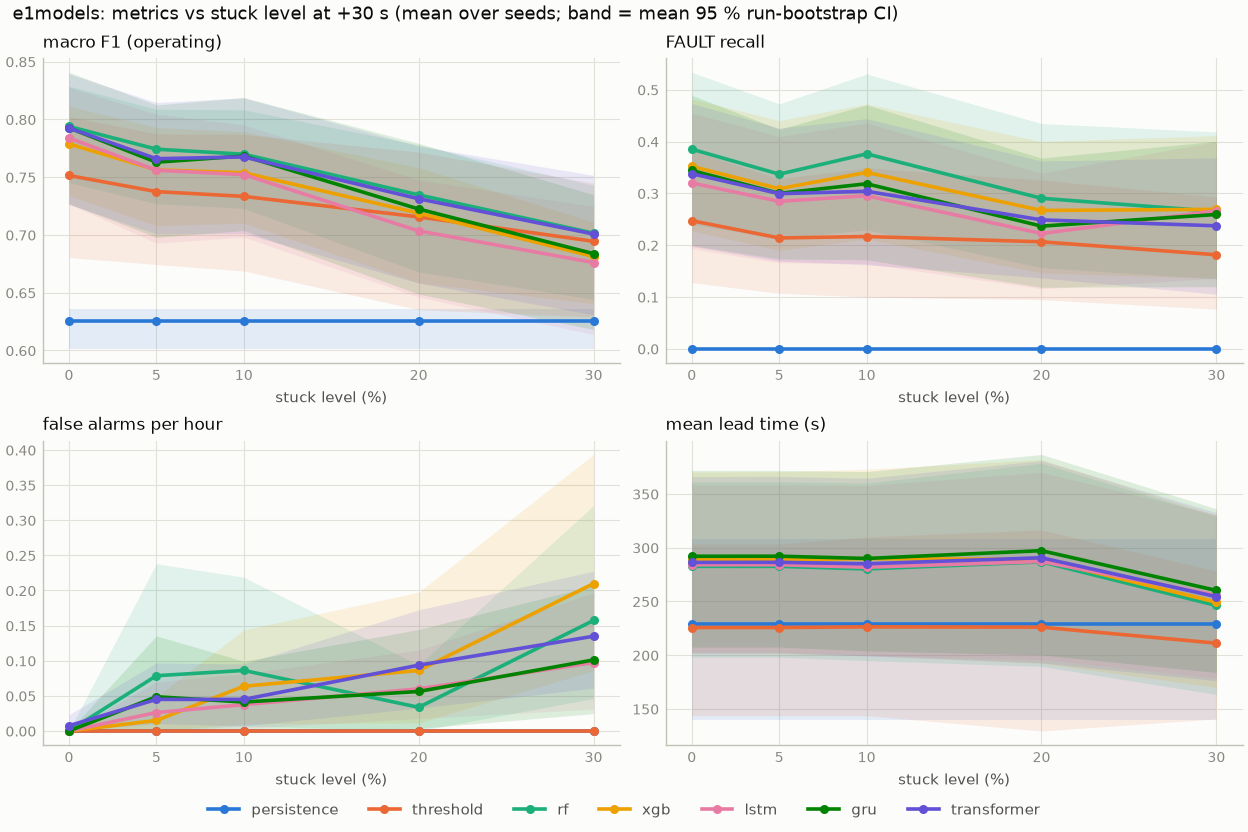 e1models: metrics vs stuck level at +30 s (mean over seeds; band = mean 95 % run-bootstrap CI)
macro F1 (operating)
0.85
0.80
0.75
0.70
0.65
0.60
0 5 10 20 30
stuck level (%)
FAULT recall
0.5
0.4
0.3
0.2
0.1
0.0
0 5 10 20 30
stuck level (%)
false alarms per hour
0.40
0.35
0.30
0.25
0.20
0.15
0.10
0.05
0.00
0 5 10 20 30
stuck level (%)
mean lead time (s)
350
300
250
200
150
0 5 10 20 30
stuck level (%)
persistence threshold rf xgb lstm gru transformer